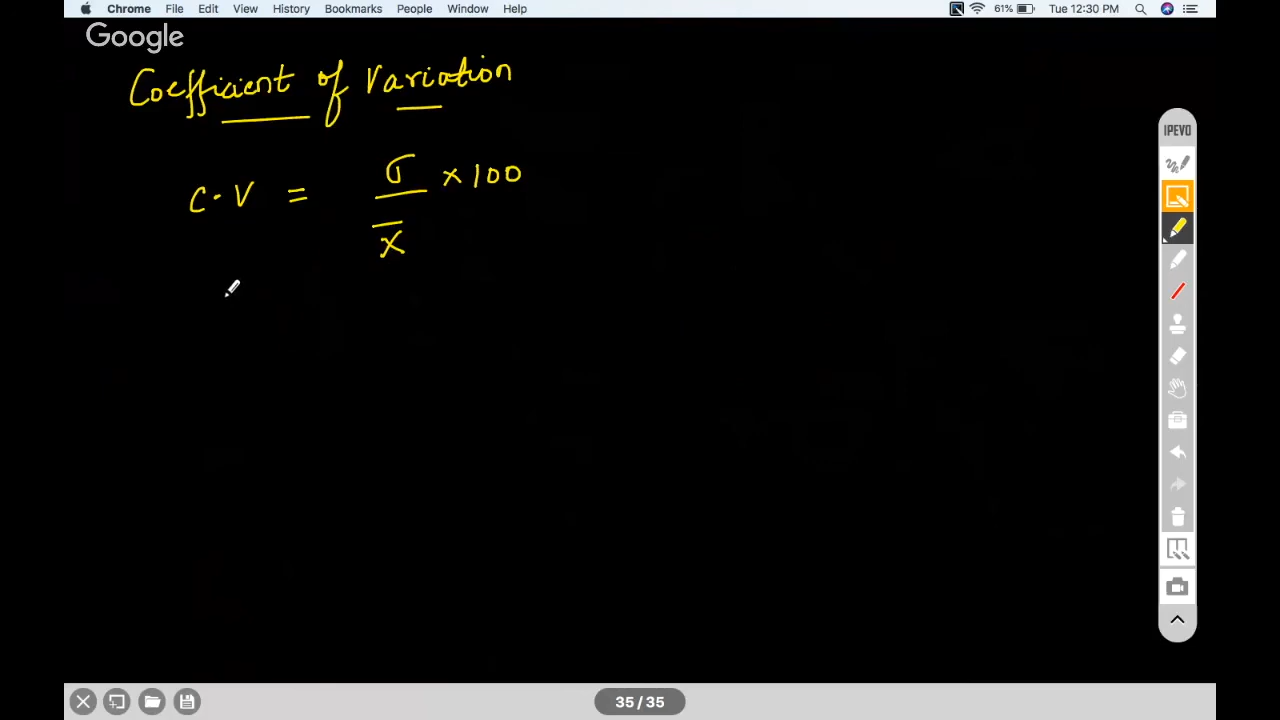 Chrome File Edit View History Bookmarks People Window Help 61% Tue 12:30 PM
Google
Coefficient of Variation
C.V = σ / x̄ × 100
IPEVO
35 / 35